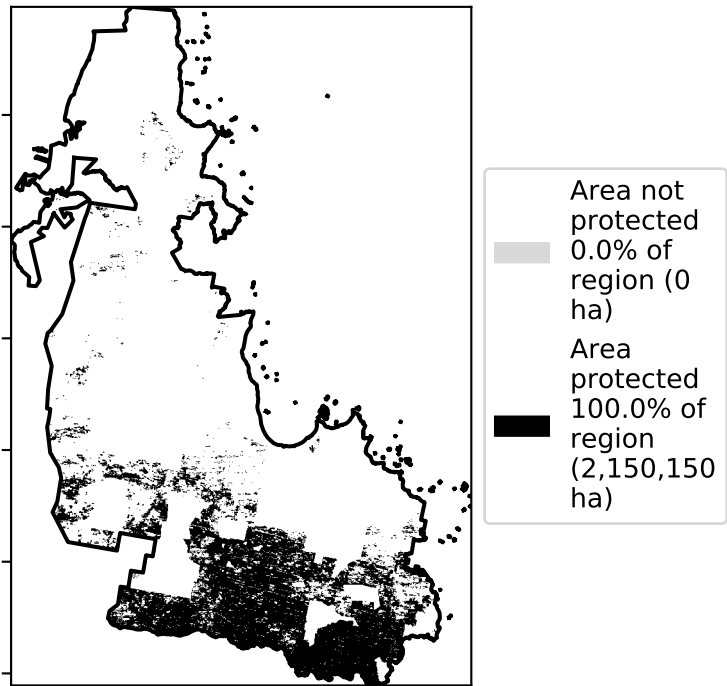 Area not
protected
0.0% of
region (0
ha)
Area
protected
100.0% of
region
(2,150,150
ha)